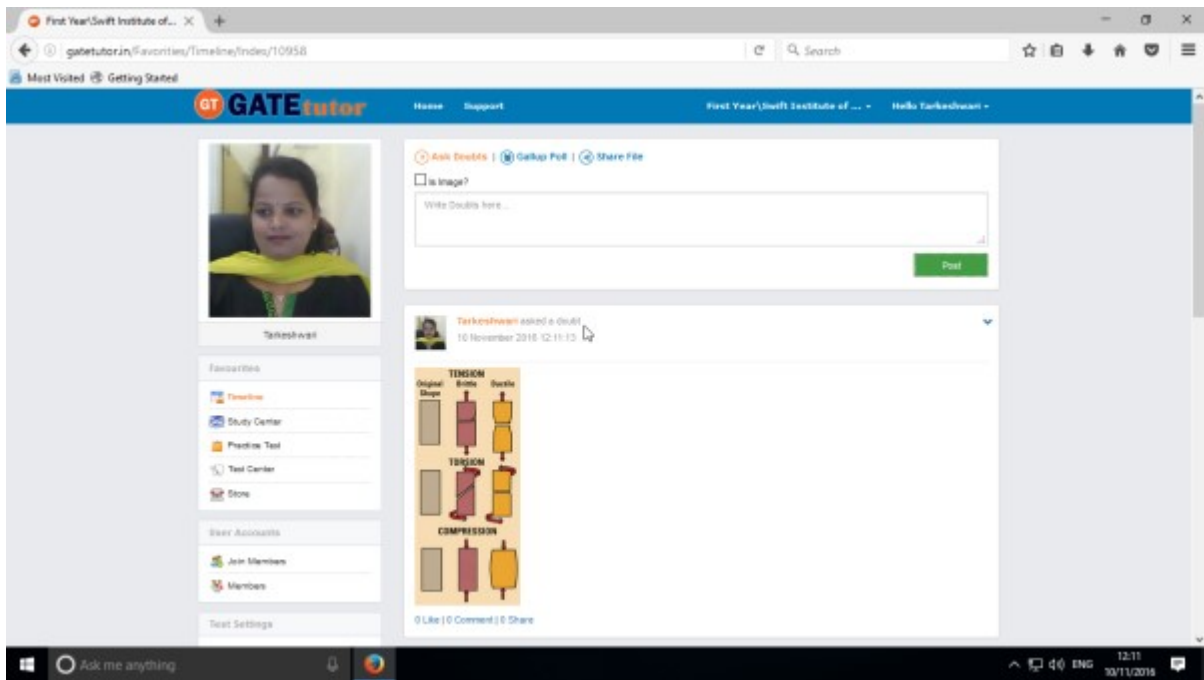 First Year\Swift Institute of...
gatetutor.in/Favorities/Timeline/Index/10958
Search
Most Visited Getting Started
GT GATEtutor Home Support First Year\Swift Institute of ... Hello Tarkeshwari
Ask Doubts | Gallup Poll | Share File
Is Image?
Write Doubts here...
Post
Tarkeshwari
Favourites
Timeline
Study Center
Practice Test
Test Center
Store
User Accounts
Join Members
Members
Test Settings
Tarkeshwari asked a doubt
10 November 2016 12:11:13
TENSION
Original Shape Brittle Ductile
TORSION
COMPRESSION
0 Like | 0 Comment | 0 Share
Ask me anything
ENG
12:11
10/11/2016